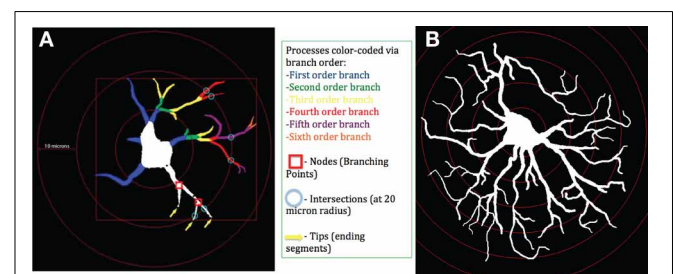 A
10 microns
Processes color-coded via
branch order:
-First order branch
-Second order branch
-Third order branch
-Fourth order branch
-Fifth order branch
-Sixth order branch
- Nodes (Branching
Points)
- Intersections (at 20
micron radius)
- Tips (ending
segments)
B